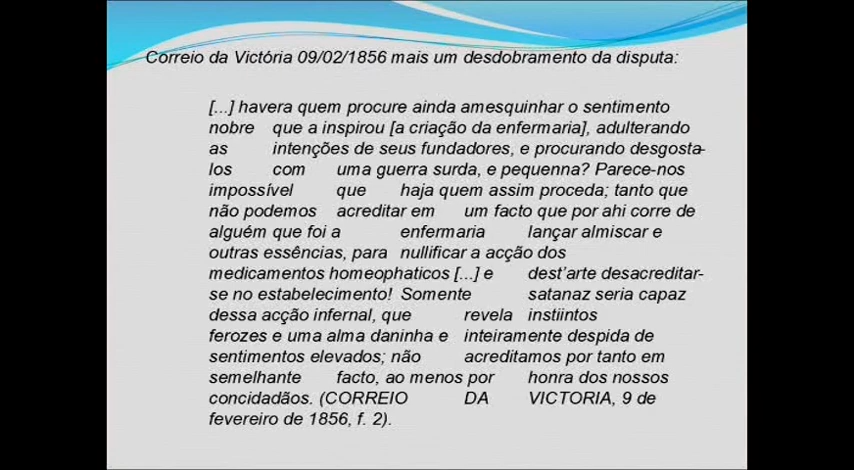 Correio da Victória 09/02/1856 mais um desdobramento da disputa:
[...] havera quem procure ainda amesquinhar o sentimento
nobre que a inspirou [a criação da enfermaria], adulterando
as intenções de seus fundadores, e procurando desgosta-
los com uma guerra surda, e pequenna? Parece-nos
impossível que haja quem assim proceda; tanto que
não podemos acreditar em um facto que por ahi corre de
alguém que foi a enfermaria lançar almiscar e
outras essências, para nullificar a acção dos
medicamentos homeophaticos [...] e dest'arte desacreditar-
se no estabelecimento! Somente satanaz seria capaz
dessa acção infernal, que revela instiintos
ferozes e uma alma daninha e inteiramente despida de
sentimentos elevados; não acreditamos por tanto em
semelhante facto, ao menos por honra dos nossos
concidadãos. (CORREIO DA VICTORIA, 9 de
fevereiro de 1856, f. 2).